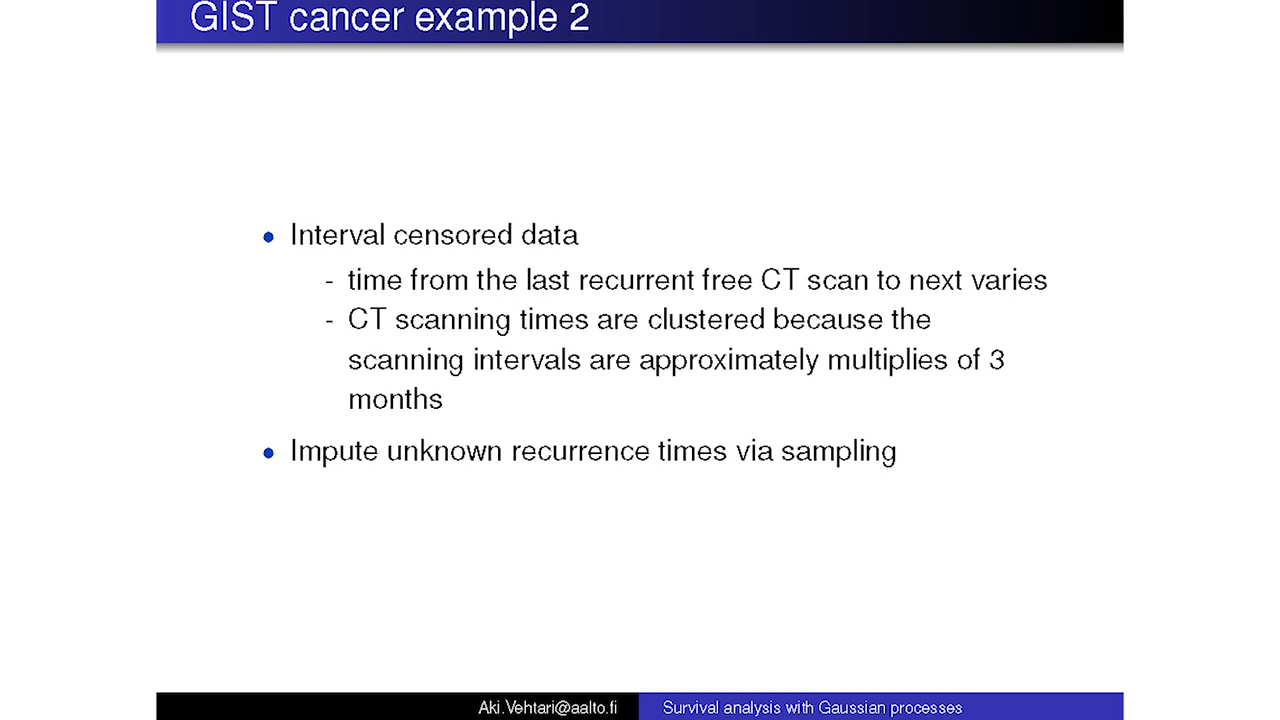 GIST cancer example 2
• Interval censored data
- time from the last recurrent free CT scan to next varies
- CT scanning times are clustered because the
scanning intervals are approximately multiplies of 3
months
• Impute unknown recurrence times via sampling
Aki.Vehtari@aalto.fi
Survival analysis with Gaussian processes